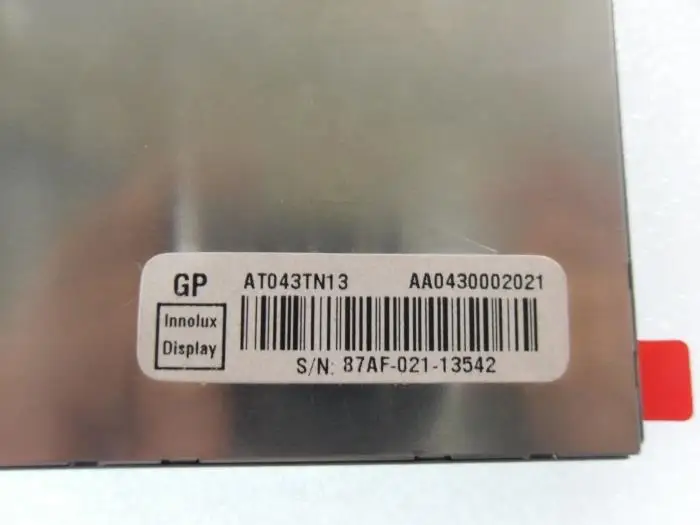 GP AT043TN13 AA0430002021
Innolux
Display
S/N: 87AF-021-13542